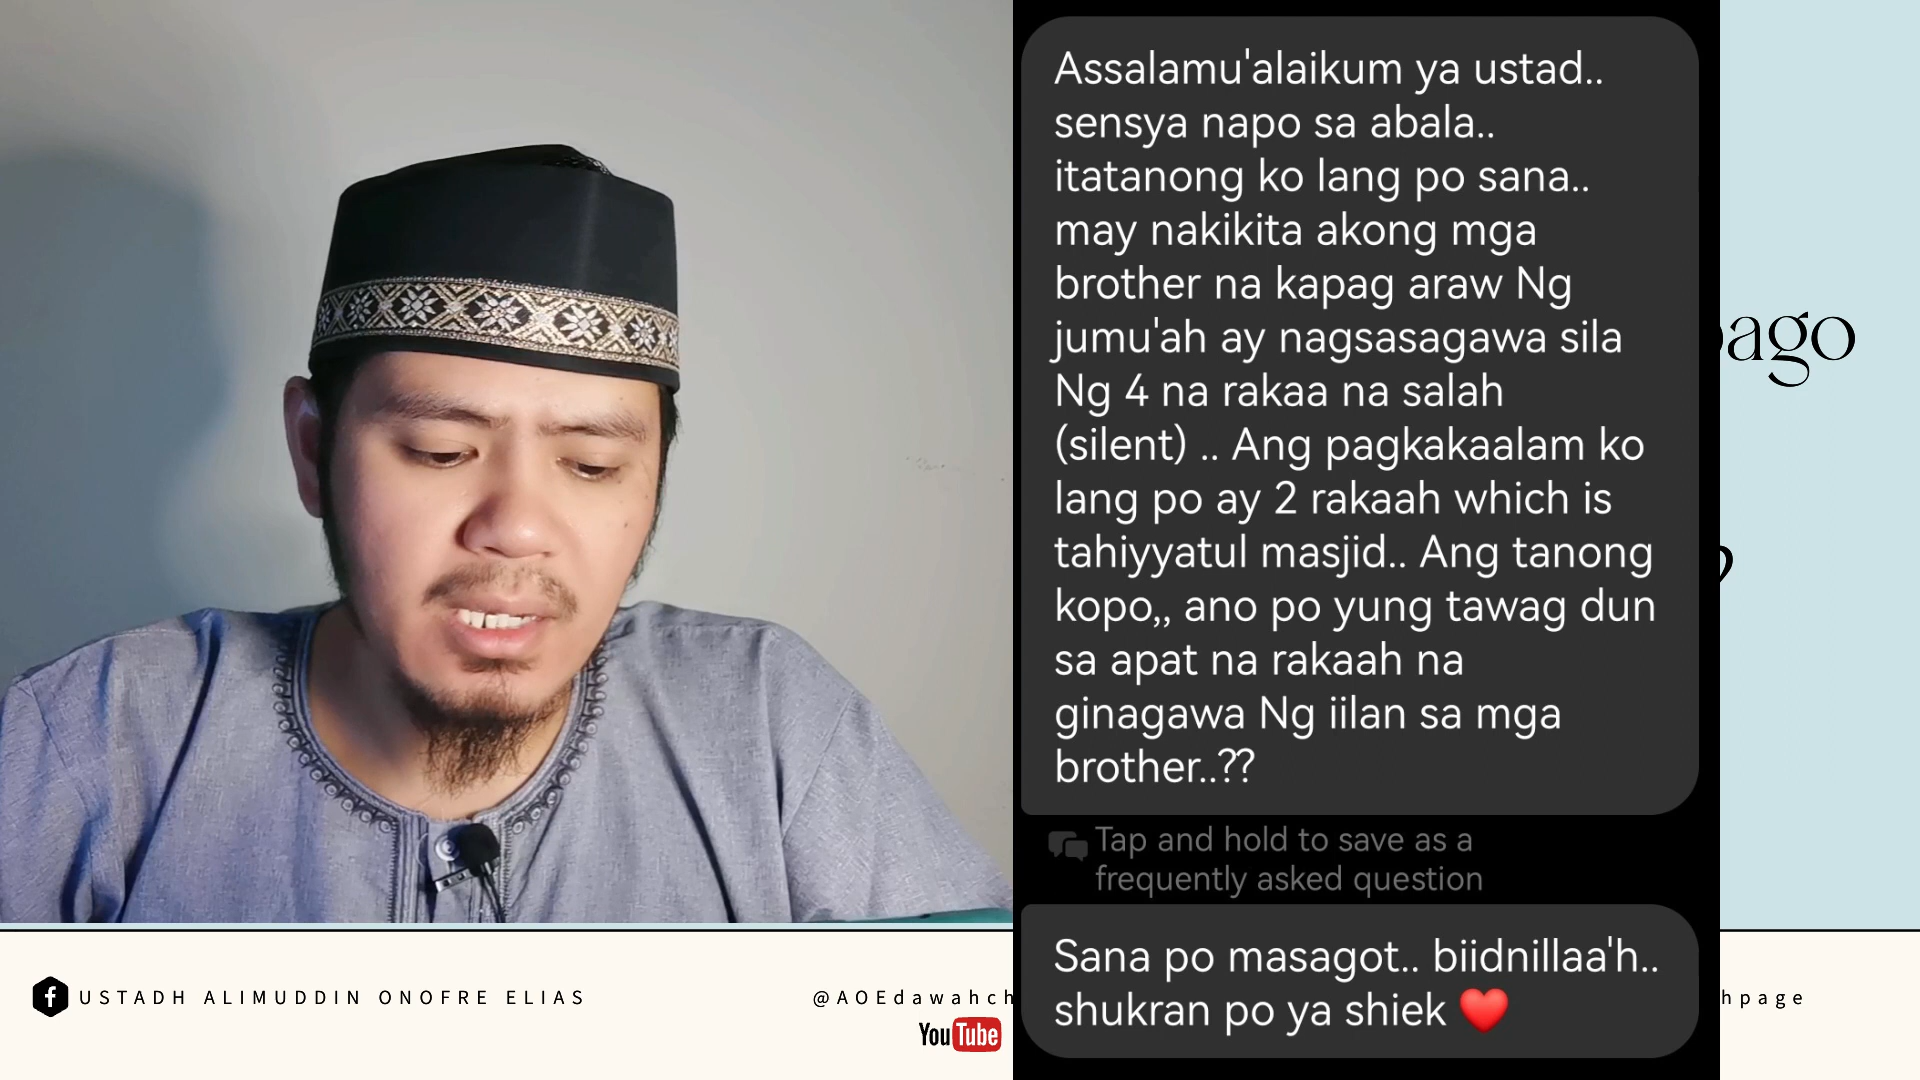 Assalamu'alaikum ya ustad..
sensya napo sa abala..
itatanong ko lang po sana..
may nakikita akong mga
brother na kapag araw Ng
jumu'ah ay nagsasagawa sila
Ng 4 na rakaa na salah
(silent) .. Ang pagkakaalam ko
lang po ay 2 rakaah which is
tahiyyatul masjid.. Ang tanong
kopo,, ano po yung tawag dun
sa apat na rakaah na
ginagawa Ng iilan sa mga
brother..??
Tap and hold to save as a
frequently asked question
Sana po masagot.. biidnillaa'h..
shukran po ya shiek ❤️
ago
?
USTADH ALIMUDDIN ONOFRE ELIAS
@AOEdawahch
hpage
YouTube